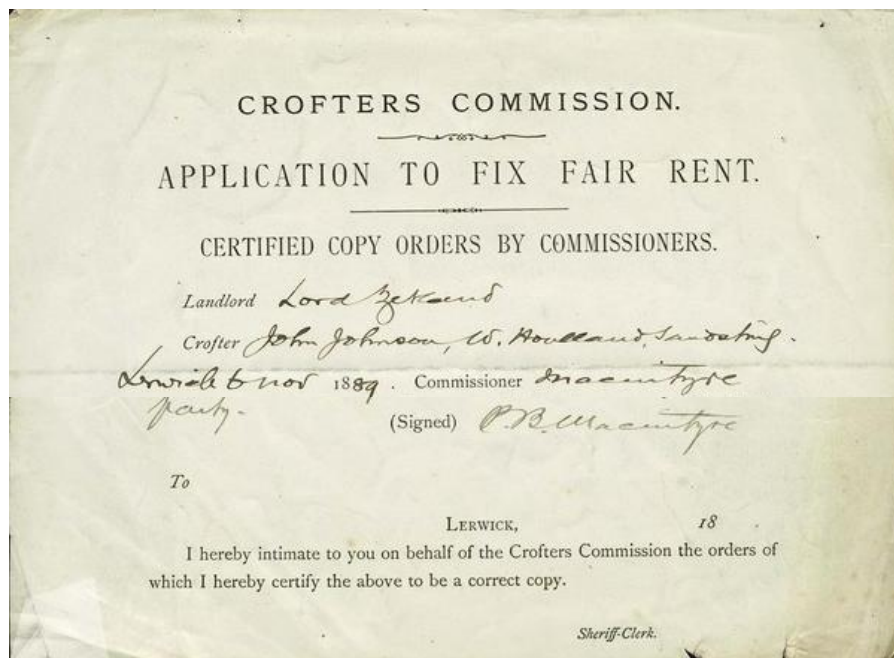 CROFTERS COMMISSION.
APPLICATION TO FIX FAIR RENT.
CERTIFIED COPY ORDERS BY COMMISSIONERS.
Landlord Lord Zetland
Crofter John Johnson, W. Houlland, Sandsting.
Lerwick 6 Nov 1889. Commissioner Macintyre
party.
(Signed) P. B. Macintyre
To
LERWICK, 18 .
I hereby intimate to you on behalf of the Crofters Commission the orders of
which I hereby certify the above to be a correct copy.
Sheriff-Clerk.